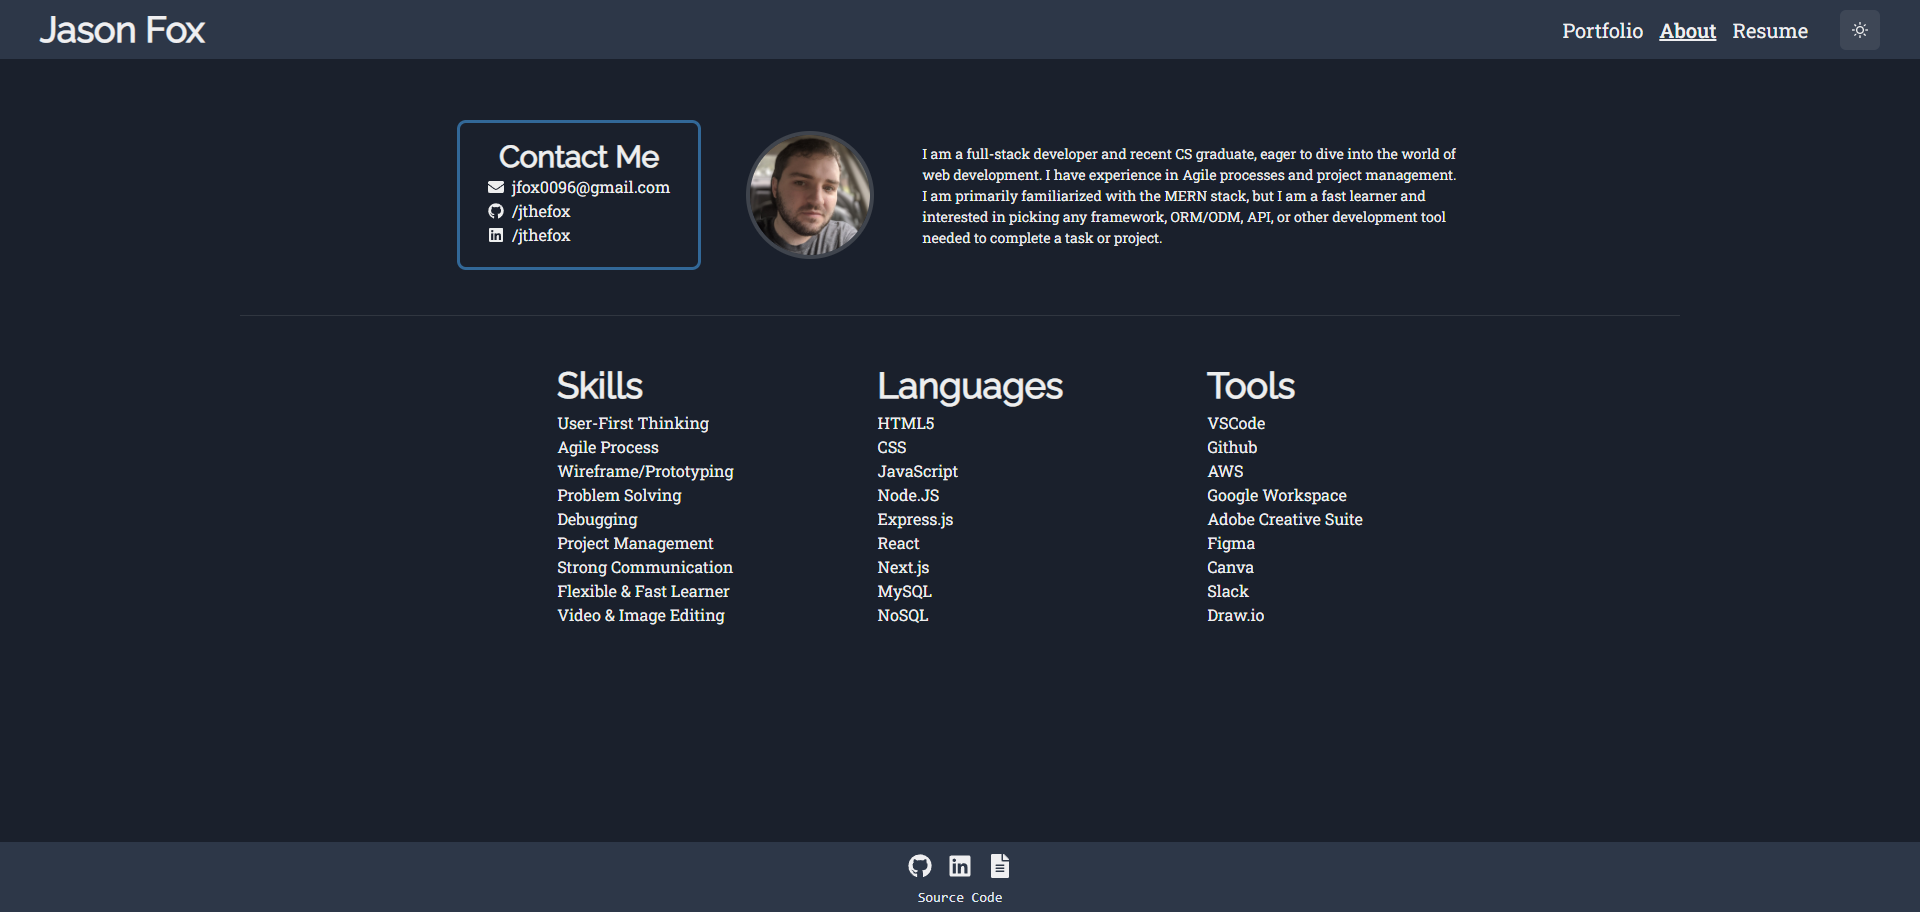 Jason Fox
Portfolio About Resume
Contact Me
jfox0096@gmail.com
/jthefox
/jthefox
I am a full-stack developer and recent CS graduate, eager to dive into the world of
web development. I have experience in Agile processes and project management.
I am primarily familiarized with the MERN stack, but I am a fast learner and
interested in picking any framework, ORM/ODM, API, or other development tool
needed to complete a task or project.
Skills
User-First Thinking
Agile Process
Wireframe/Prototyping
Problem Solving
Debugging
Project Management
Strong Communication
Flexible & Fast Learner
Video & Image Editing
Languages
HTML5
CSS
JavaScript
Node.JS
Express.js
React
Next.js
MySQL
NoSQL
Tools
VSCode
Github
AWS
Google Workspace
Adobe Creative Suite
Figma
Canva
Slack
Draw.io
Source Code